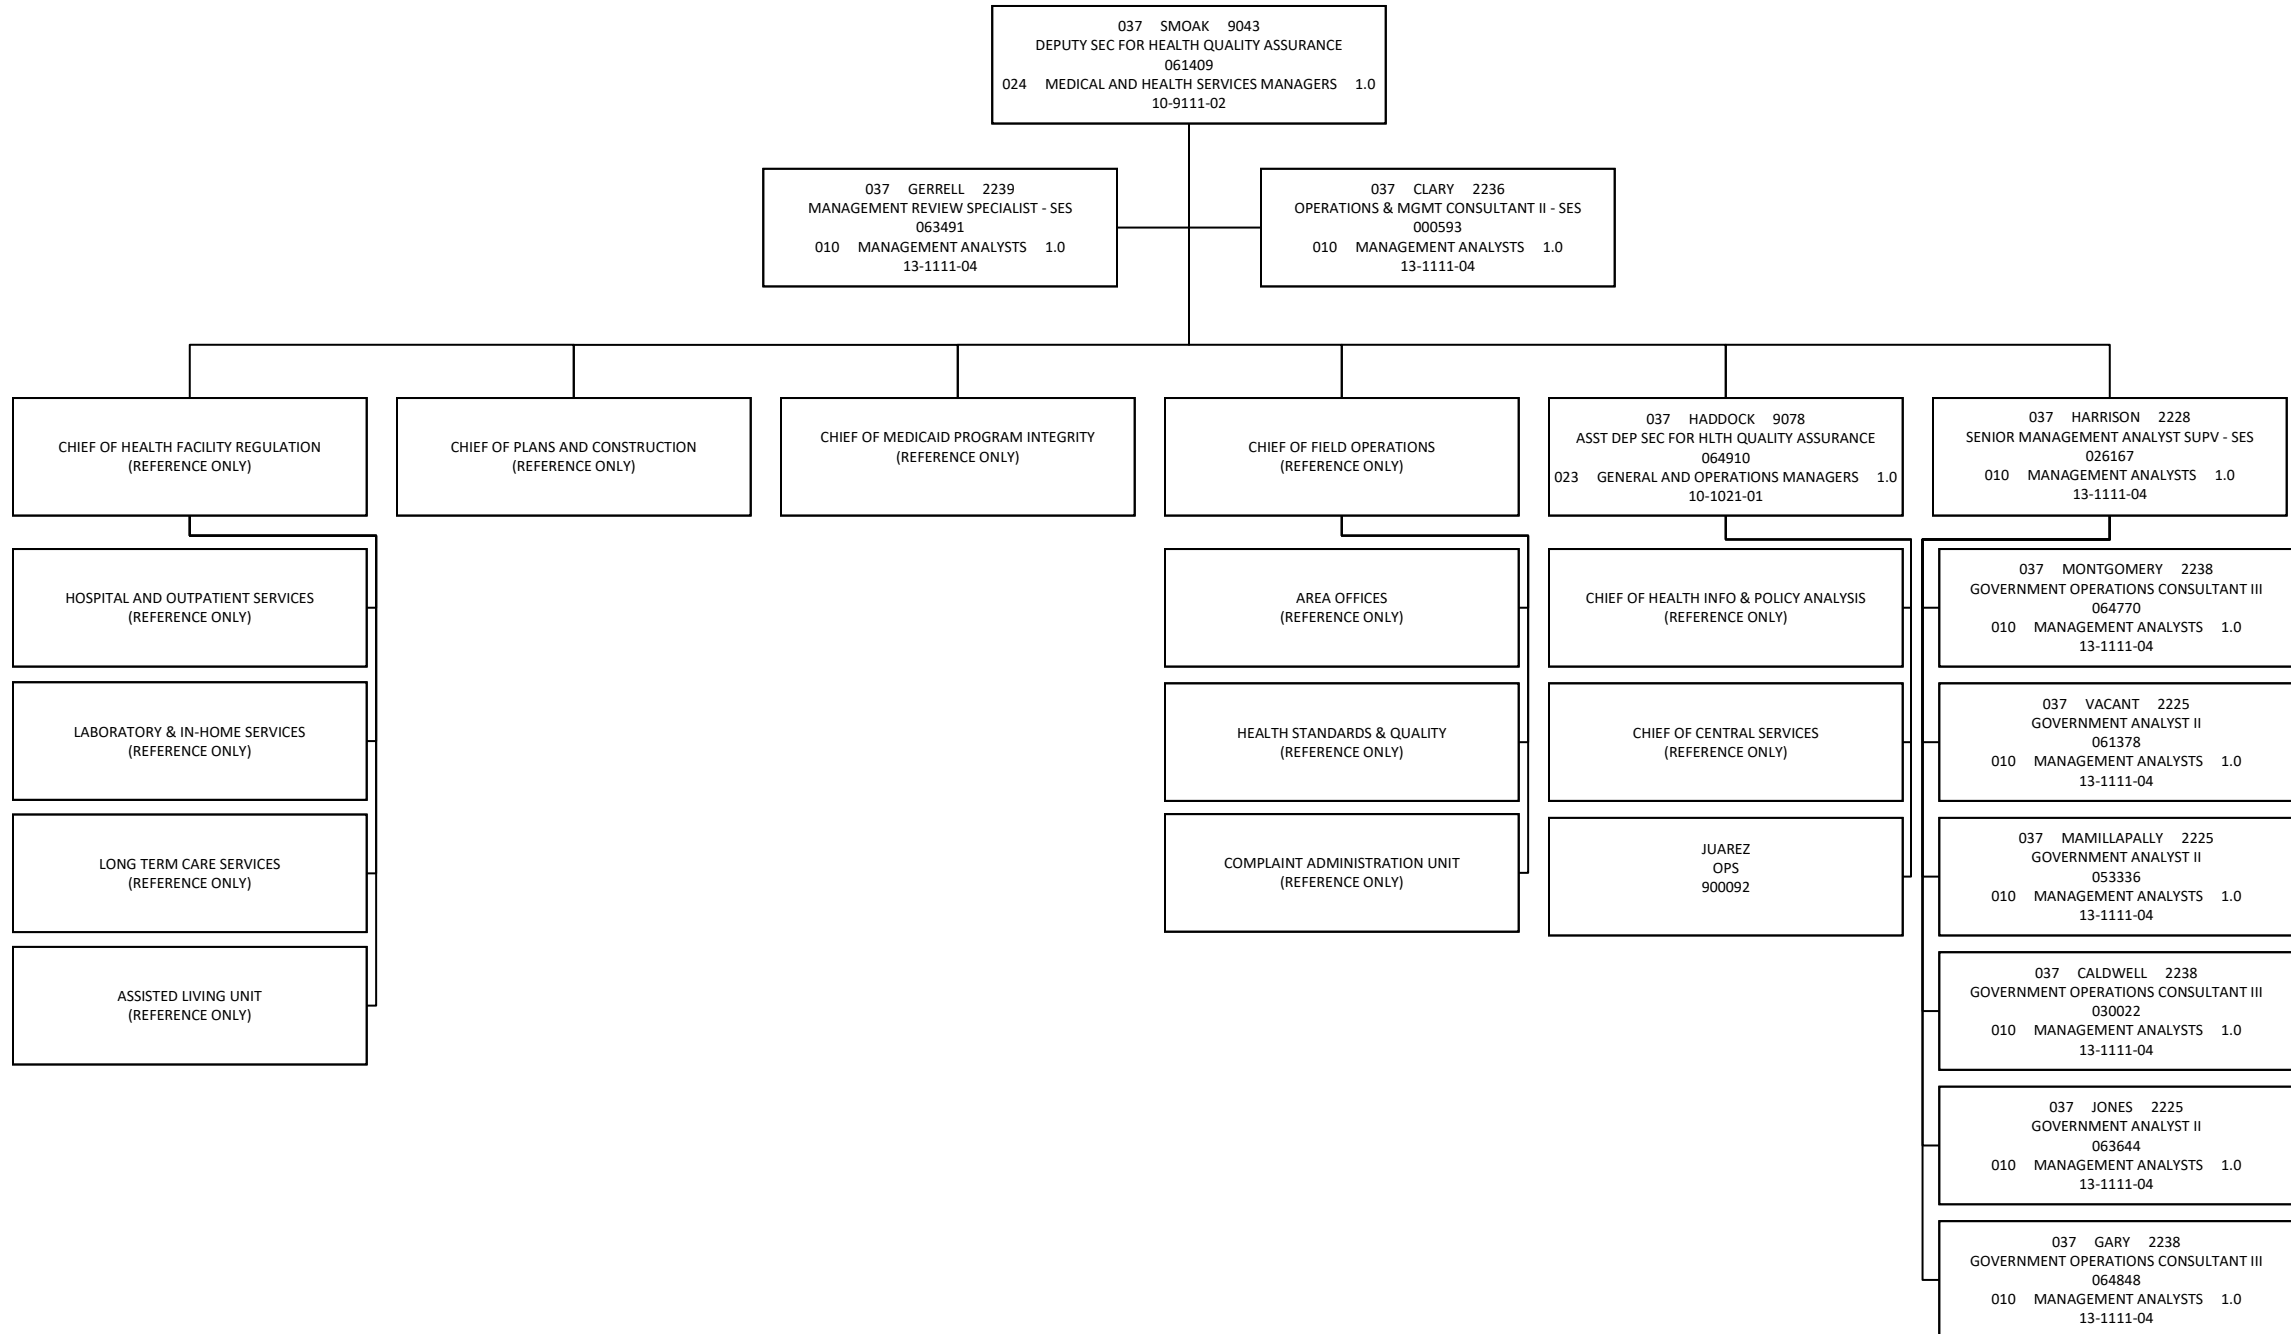 037 SMOAK 9043
DEPUTY SEC FOR HEALTH QUALITY ASSURANCE
061409
024 MEDICAL AND HEALTH SERVICES MANAGERS 1.0
10-9111-02
037 GERRELL 2239
MANAGEMENT REVIEW SPECIALIST - SES
063491
010 MANAGEMENT ANALYSTS 1.0
13-1111-04
037 CLARY 2236
OPERATIONS & MGMT CONSULTANT II - SES
000593
010 MANAGEMENT ANALYSTS 1.0
13-1111-04
CHIEF OF HEALTH FACILITY REGULATION
(REFERENCE ONLY)
CHIEF OF PLANS AND CONSTRUCTION
(REFERENCE ONLY)
CHIEF OF MEDICAID PROGRAM INTEGRITY
(REFERENCE ONLY)
CHIEF OF FIELD OPERATIONS
(REFERENCE ONLY)
037 HADDOCK 9078
ASST DEP SEC FOR HLTH QUALITY ASSURANCE
064910
023 GENERAL AND OPERATIONS MANAGERS 1.0
10-1021-01
037 HARRISON 2228
SENIOR MANAGEMENT ANALYST SUPV - SES
026167
010 MANAGEMENT ANALYSTS 1.0
13-1111-04
HOSPITAL AND OUTPATIENT SERVICES
(REFERENCE ONLY)
LABORATORY & IN-HOME SERVICES
(REFERENCE ONLY)
LONG TERM CARE SERVICES
(REFERENCE ONLY)
ASSISTED LIVING UNIT
(REFERENCE ONLY)
AREA OFFICES
(REFERENCE ONLY)
HEALTH STANDARDS & QUALITY
(REFERENCE ONLY)
COMPLAINT ADMINISTRATION UNIT
(REFERENCE ONLY)
CHIEF OF HEALTH INFO & POLICY ANALYSIS
(REFERENCE ONLY)
CHIEF OF CENTRAL SERVICES
(REFERENCE ONLY)
JUAREZ
OPS
900092
037 MONTGOMERY 2238
GOVERNMENT OPERATIONS CONSULTANT III
064770
010 MANAGEMENT ANALYSTS 1.0
13-1111-04
037 VACANT 2225
GOVERNMENT ANALYST II
061378
010 MANAGEMENT ANALYSTS 1.0
13-1111-04
037 MAMILLAPALLY 2225
GOVERNMENT ANALYST II
053336
010 MANAGEMENT ANALYSTS 1.0
13-1111-04
037 CALDWELL 2238
GOVERNMENT OPERATIONS CONSULTANT III
030022
010 MANAGEMENT ANALYSTS 1.0
13-1111-04
037 JONES 2225
GOVERNMENT ANALYST II
063644
010 MANAGEMENT ANALYSTS 1.0
13-1111-04
037 GARY 2238
GOVERNMENT OPERATIONS CONSULTANT III
064848
010 MANAGEMENT ANALYSTS 1.0
13-1111-04